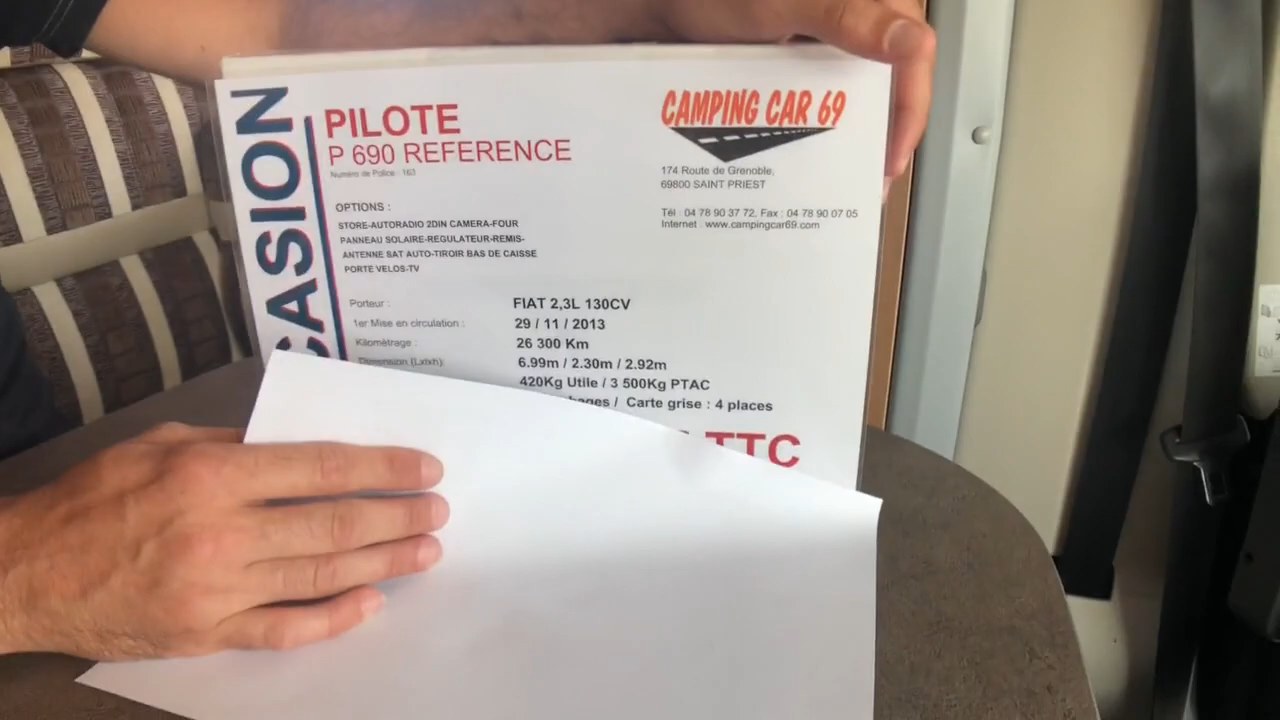 CASION
PILOTE
P 690 REFERENCE
Numéro de Police : 163
CAMPING CAR 69
174 Route de Grenoble,
69800 SAINT PRIEST
Tél : 04 78 90 37 72, Fax : 04 78 90 07 05
Internet : www.campingcar69.com
OPTIONS :
STORE-AUTORADIO 2DIN CAMERA-FOUR
PANNEAU SOLAIRE-REGULATEUR-REMIS-
ANTENNE SAT AUTO-TIROIR BAS DE CAISSE
PORTE VELOS-TV
Porteur : FIAT 2,3L 130CV
1er Mise en circulation : 29 / 11 / 2013
Kilométrage : 26 300 Km
Dimension (Lxlxh): 6.99m / 2.30m / 2.92m
420Kg Utile / 3 500Kg PTAC
/ Carte grise : 4 places
TTC